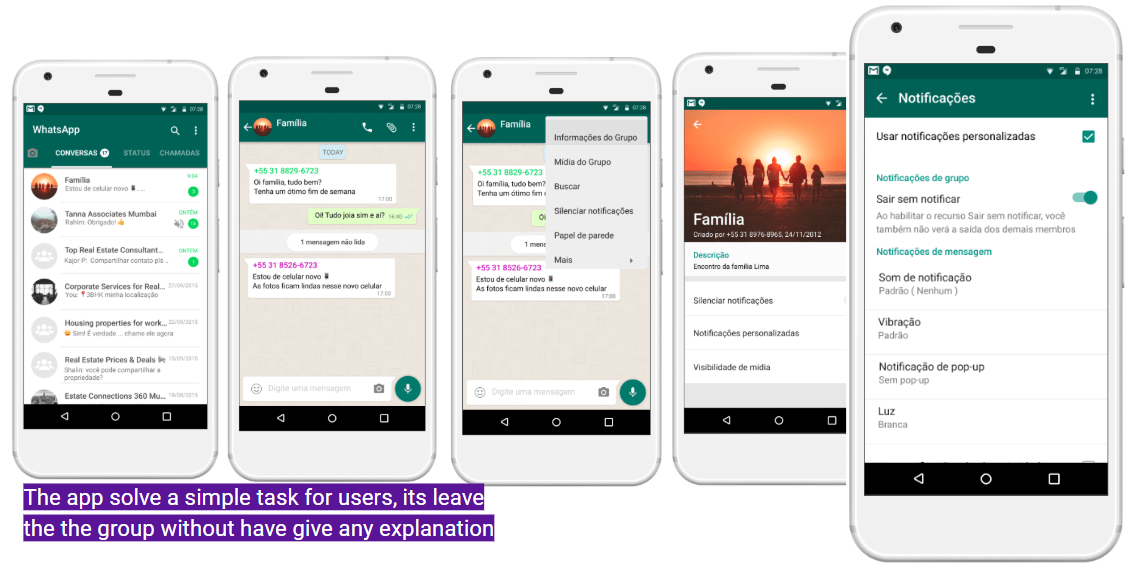 07:28
WhatsApp
CONVERSAS 17 STATUS CHAMADAS
Família 9:04
Estou de celular novo 📱.....
3
Tanna Associates Mumbai ONTÉM
Rahim: Obrigado! 👍
Top Real Estate Consultant.. ONTEM
Kajor P: Compartilhar contato pls ..
1
Corporate Services for Real... 27/09/2015
You: 📍3BHK minha localização
Housing properties for work... 22/09/2015
😄 Sim! É verdade ... chame ele agora
Real Estate Prices & Deals 19/09/2015
Shalin: você pode compartilhar a
propriedade?
Estate Connections 360 Mu...
07:28
Família
TODAY
+55 31 8829-6723
Oi família, tudo bem?
Tenha um ótimo fim de semana
17:00
Oi! Tudo joia sim e aí? 16:40
1 mensagem não lida
+55 31 8526-6723
Estou de celular novo 📱
As fotos ficam lindas nesse novo celular
17:00
Digite uma mensagem
07:28
Família
+55 31 8829-6723
Oi família, tudo b
Tenha um ótimo f
Oi
1 mensa
+55 31 8526-6723
Estou de celular novo 📱
As fotos ficam lindas nesse novo celular
17:00
Digite uma mensagem
Informações do Grupo
Mídia do Grupo
Buscar
Silenciar notificações
Papel de parede
Mais
Família
Criado por +55 31 8976-8965, 24/11/2012
Descrição
Encontro da família Lima
Silenciar notificações
Notificações personalizadas
Visibilidade de mídia
07:28
Notificações
Usar notificações personalizadas
Notificações de grupo
Sair sem notificar
Ao habilitar o recurso Sair sem notificar, você
também não verá a saída dos demais membros
Notificações de mensagem
Som de notificação
Padrão ( Nenhum )
Vibração
Padrão
Notificação de pop-up
Sem pop-up
Luz
Branca
The app solve a simple task for users, its leave
the the group without have give any explanation